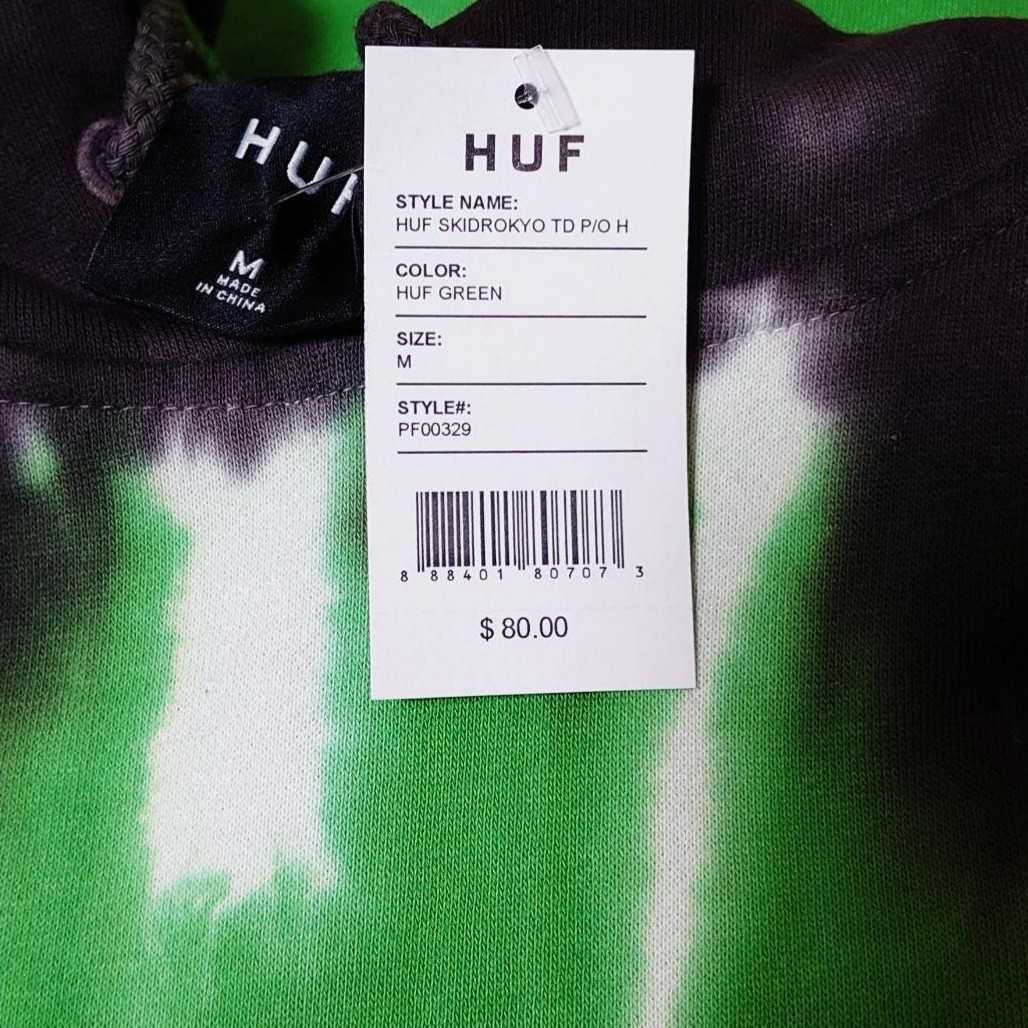 HUF
M
MADE
IN CHINA
HUF
STYLE NAME:
HUF SKIDROKYO TD P/O H
COLOR:
HUF GREEN
SIZE:
M
STYLE#:
PF00329
8 88401 80707 3
$ 80.00